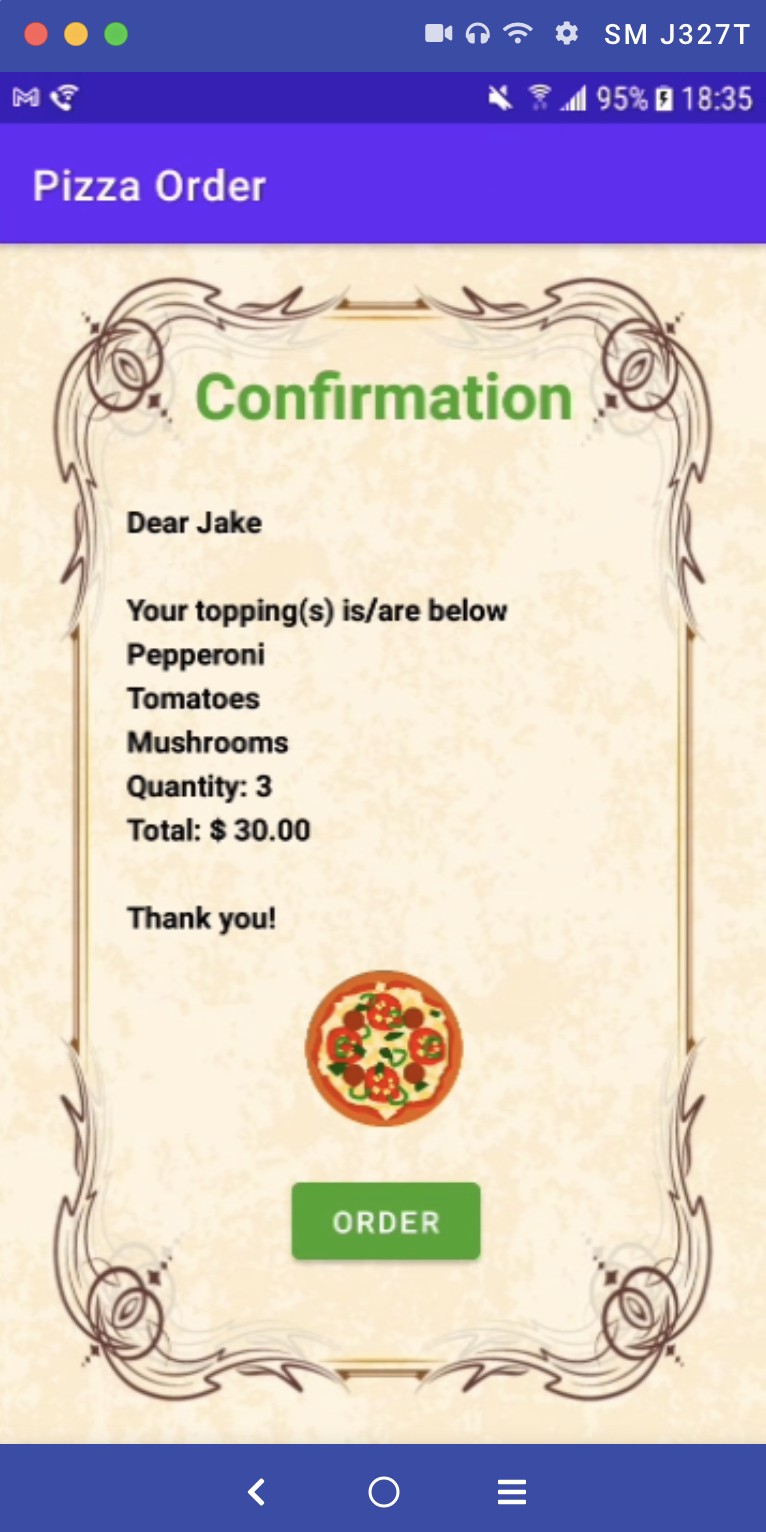 SM J327T
95% 18:35
Pizza Order
Confirmation
Dear Jake
Your topping(s) is/are below
Pepperoni
Tomatoes
Mushrooms
Quantity: 3
Total: $ 30.00
Thank you!
ORDER